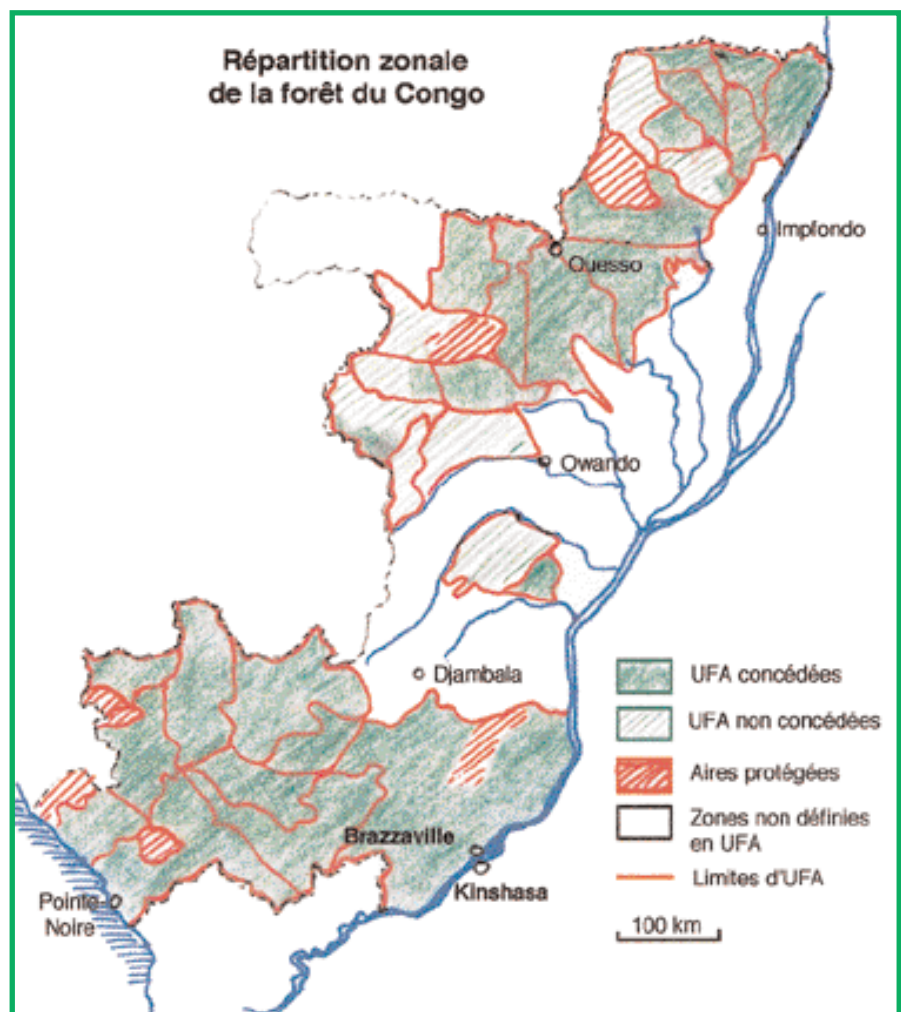 Répartition zonale
de la forêt du Congo
Impfondo
Ouesso
Owando
Djambala
UFA concédées
UFA non concédées
Aires protégées
Zones non définies
en UFA
Limites d'UFA
100 km
Brazzaville
Kinshasa
Pointe-
Noire